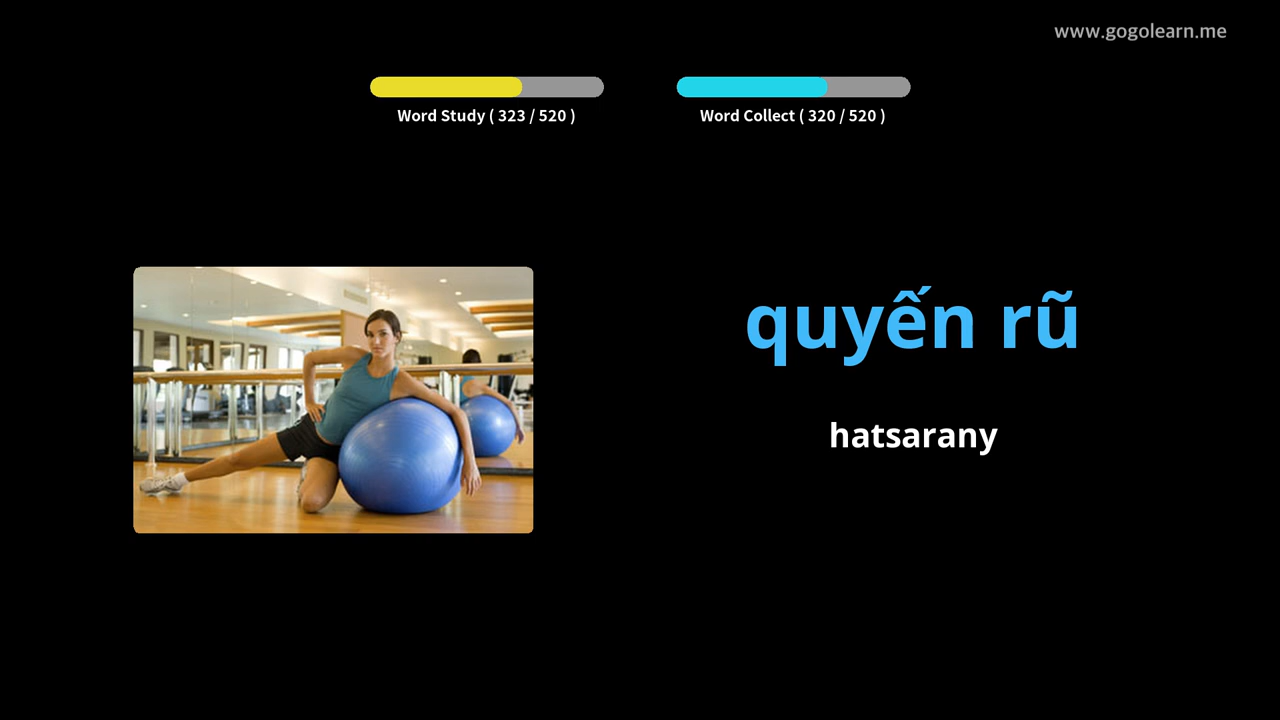 www.gogolearn.me
Word Study ( 323 / 520 )
Word Collect ( 320 / 520 )
quyến rũ
hatsarany